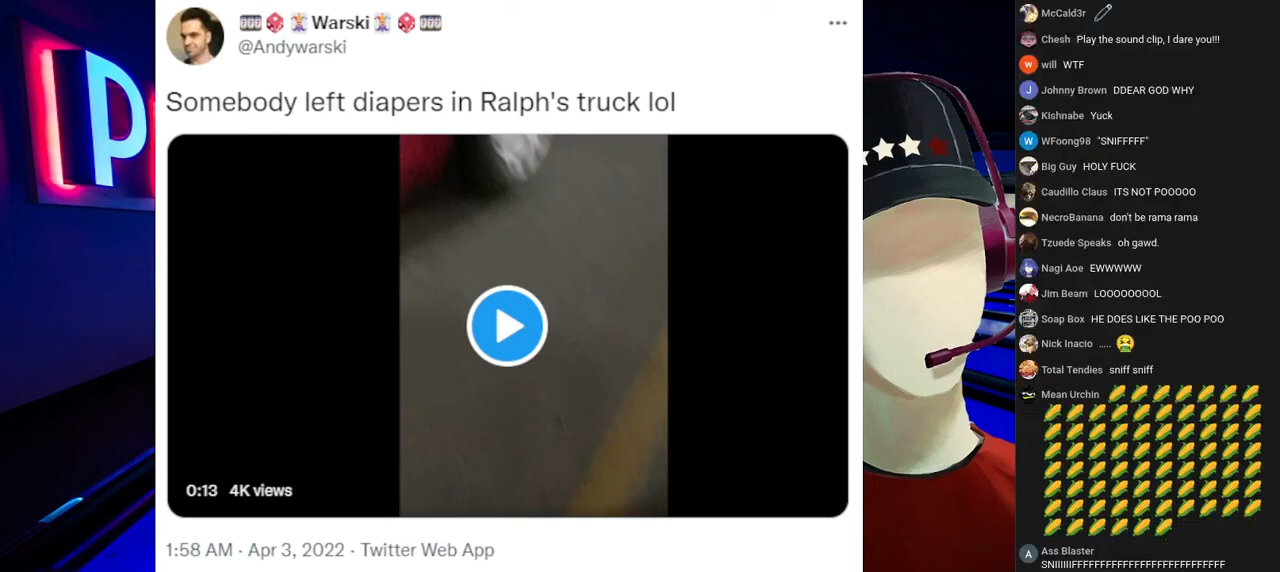 P
Warski
@Andywarski
Somebody left diapers in Ralph's truck lol
0:13 4K views
1:58 AM · Apr 3, 2022 · Twitter Web App
McCald3r
Chesh Play the sound clip, I dare you!!!
W
will WTF
J
Johnny Brown DDEAR GOD WHY
Kishnabe Yuck
W
WFoong98 "SNIFFFFF"
Big Guy HOLY FUCK
Caudillo Claus ITS NOT POOOOO
NecroBanana don't be rama rama
Tzuede Speaks oh gawd.
Nagi Aoe EWWWWW
Jim Beam LOOOOOOOOL
Soap Box HE DOES LIKE THE POO POO
Nick Inacio ..... 🤮
Total Tendies sniff sniff
Mean Urchin 🌽🌽🌽🌽🌽🌽🌽
🌽🌽🌽🌽🌽🌽🌽🌽🌽🌽
🌽🌽🌽🌽🌽🌽🌽🌽🌽🌽
🌽🌽🌽🌽🌽🌽🌽🌽🌽🌽
🌽🌽🌽🌽🌽🌽🌽🌽🌽🌽
🌽🌽🌽🌽🌽🌽🌽🌽🌽🌽
🌽🌽🌽🌽🌽🌽🌽🌽🌽🌽
🌽🌽🌽🌽🌽🌽
A
Ass Blaster
SNIIIIIIFFFFFFFFFFFFFFFFFFFFFFFFFF